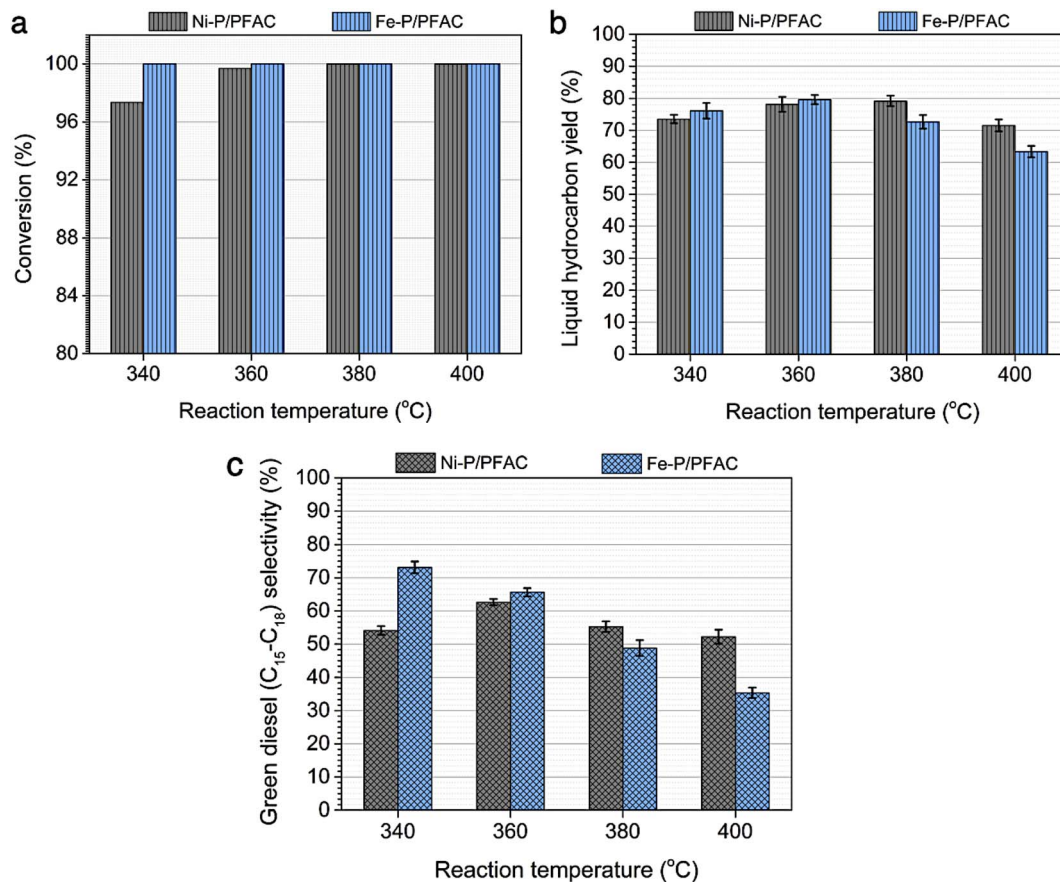 a
Ni-P/PFAC Fe-P/PFAC
Conversion (%)
100
96
92
88
84
80
340 360 380 400
Reaction temperature (°C)
b
Ni-P/PFAC Fe-P/PFAC
Liquid hydrocarbon yield (%)
100
90
80
70
60
50
40
30
20
10
0
340 360 380 400
Reaction temperature (°C)
c
Ni-P/PFAC Fe-P/PFAC
Green diesel (C₁₅-C₁₈) selectivity (%)
100
90
80
70
60
50
40
30
20
10
0
340 360 380 400
Reaction temperature (°C)